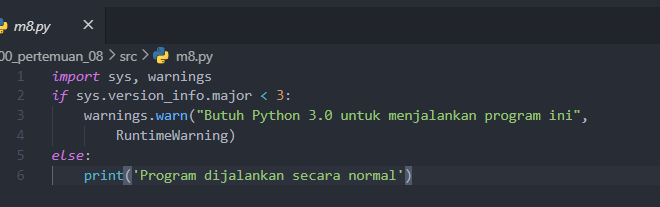 m8.py ×
00_pertemuan_08 > src > m8.py
1 import sys, warnings
2 if sys.version_info.major < 3:
3 warnings.warn("Butuh Python 3.0 untuk menjalankan program ini",
4 RuntimeWarning)
5 else:
6 print('Program dijalankan secara normal')